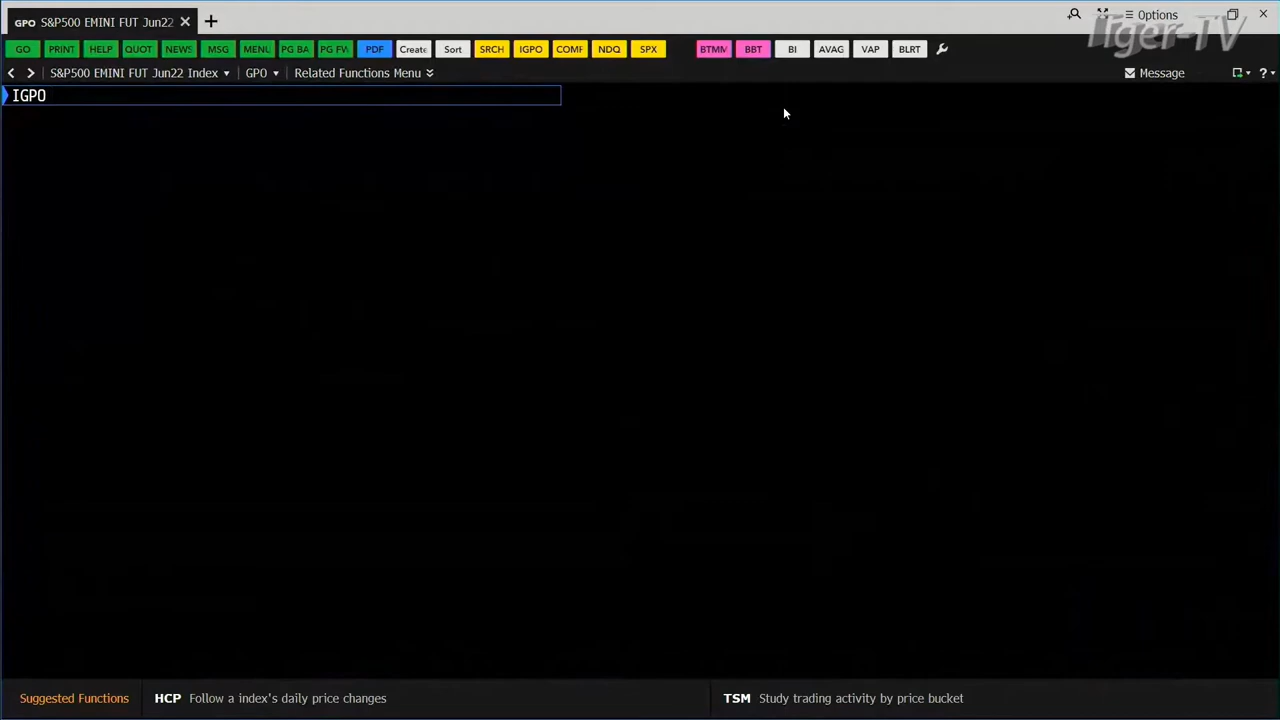 GPO S&P500 EMINI FUT Jun22
Options
Tiger-TV
GO PRINT HELP QUOT NEWS MSG MENU PG BA PG FW PDF Create Sort SRCH IGPO COMF NDQ SPX BTMM BBT BI AVAG VAP BLRT
S&P500 EMINI FUT Jun22 Index GPO Related Functions Menu Message ?
IGPO
Suggested Functions HCP Follow a index's daily price changes TSM Study trading activity by price bucket